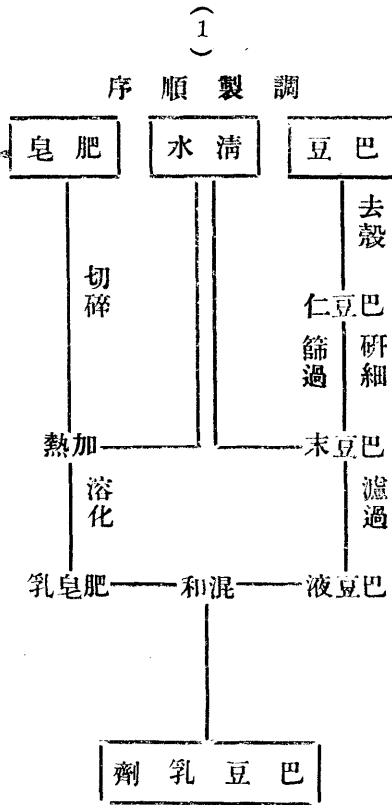 (1)
調製順序
巴豆
清水
肥皂
去殼
切碎
巴豆仁
研細
篩過
巴豆末
加熱
濾過
溶化
巴豆液
混和
肥皂乳
巴豆乳劑